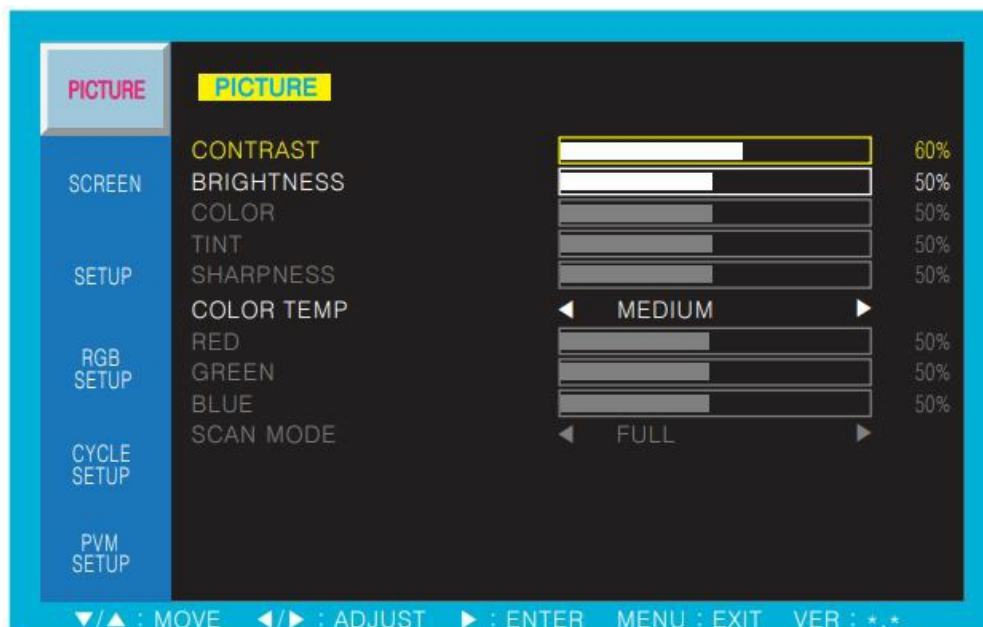 PICTURE
SCREEN
SETUP
RGB
SETUP
CYCLE
SETUP
PVM
SETUP
PICTURE
CONTRAST 60%
BRIGHTNESS 50%
COLOR 50%
TINT 50%
SHARPNESS 50%
COLOR TEMP ◀ MEDIUM ▶
RED 50%
GREEN 50%
BLUE 50%
SCAN MODE ◀ FULL ▶
▼/▲ : MOVE ◀/▶ : ADJUST ▶ : ENTER MENU : EXIT VER : *.*